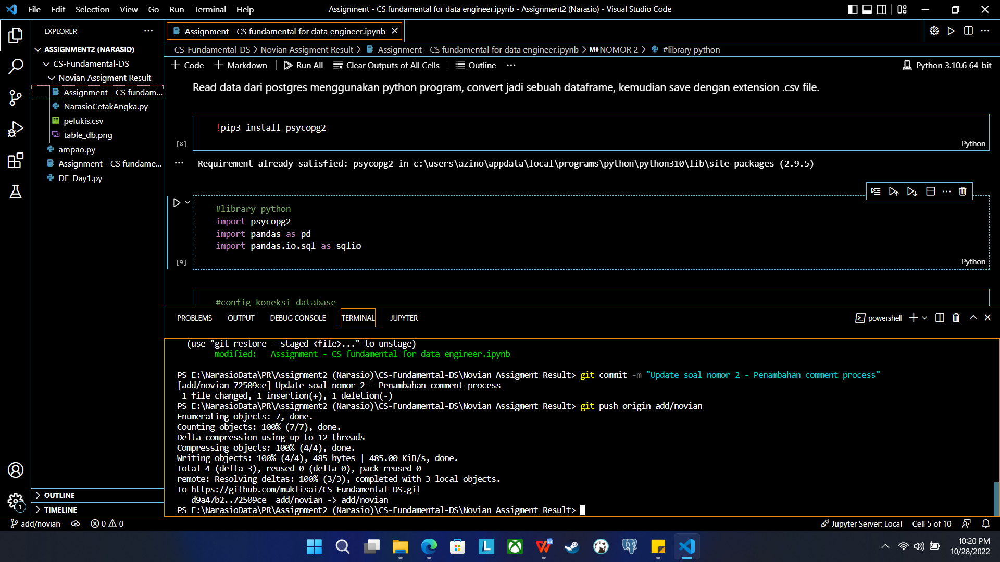 File Edit Selection View Go Run Terminal Help
Assignment - CS fundamental for data engineer.ipynb - Assignment2 (Narasio) - Visual Studio Code
EXPLORER
ASSIGNMENT2 (NARASIO)
CS-Fundamental-DS
Novian Assigment Result
Assignment - CS fundam...
NarasioCetakAngka.py
pelukis.csv
table_db.png
ampao.py
Assignment - CS fundame...
DE_Day1.py
OUTLINE
TIMELINE
1
Assignment - CS fundamental for data engineer.ipynb
CS-Fundamental-DS > Novian Assigment Result > Assignment - CS fundamental for data engineer.ipynb > M↓NOMOR 2 > #library python
+ Code + Markdown Run All Clear Outputs of All Cells Outline ...
Python 3.10.6 64-bit
Read data dari postgres menggunakan python program, convert jadi sebuah dataframe, kemudian save dengan extension .csv file.
!pip3 install psycopg2
[8]
Python
Requirement already satisfied: psycopg2 in c:\users\azino\appdata\local\programs\python\python310\lib\site-packages (2.9.5)
#library python
import psycopg2
import pandas as pd
import pandas.io.sql as sqlio
[9]
Python
#config koneksi database
PROBLEMS OUTPUT DEBUG CONSOLE TERMINAL JUPYTER
powershell
(use "git restore --staged <file>..." to unstage)
modified: Assignment - CS fundamental for data engineer.ipynb
PS E:\NarasioData\PR\Assignment2 (Narasio)\CS-Fundamental-DS\Novian Assigment Result> git commit -m "Update soal nomor 2 - Penambahan comment process"
[add/novian 72509ce] Update soal nomor 2 - Penambahan comment process
1 file changed, 1 insertion(+), 1 deletion(-)
PS E:\NarasioData\PR\Assignment2 (Narasio)\CS-Fundamental-DS\Novian Assigment Result> git push origin add/novian
Enumerating objects: 7, done.
Counting objects: 100% (7/7), done.
Delta compression using up to 12 threads
Compressing objects: 100% (4/4), done.
Writing objects: 100% (4/4), 485 bytes | 485.00 KiB/s, done.
Total 4 (delta 3), reused 0 (delta 0), pack-reused 0
remote: Resolving deltas: 100% (3/3), completed with 3 local objects.
To https://github.com/muklisai/CS-Fundamental-DS.git
d9a47b2..72509ce add/novian -> add/novian
PS E:\NarasioData\PR\Assignment2 (Narasio)\CS-Fundamental-DS\Novian Assigment Result>
add/novian 0 0
Jupyter Server: Local Cell 5 of 10
10:20 PM
10/28/2022